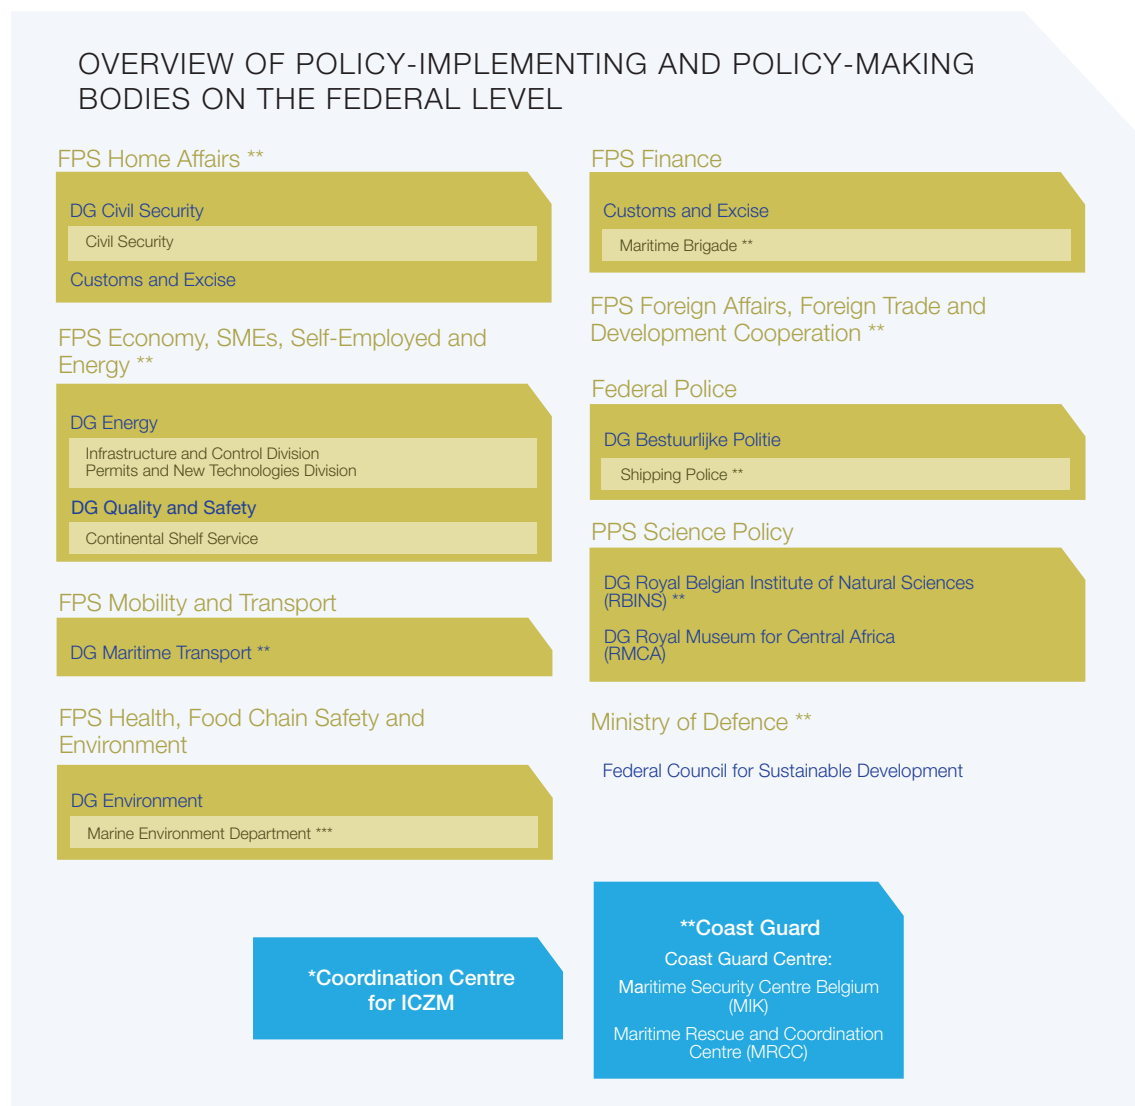 OVERVIEW OF POLICY-IMPLEMENTING AND POLICY-MAKING
BODIES ON THE FEDERAL LEVEL
FPS Home Affairs **
DG Civil Security
Civil Security
Customs and Excise
FPS Economy, SMEs, Self-Employed and
Energy **
DG Energy
Infrastructure and Control Division
Permits and New Technologies Division
DG Quality and Safety
Continental Shelf Service
FPS Mobility and Transport
DG Maritime Transport **
FPS Health, Food Chain Safety and
Environment
DG Environment
Marine Environment Department ***
FPS Finance
Customs and Excise
Maritime Brigade **
FPS Foreign Affairs, Foreign Trade and
Development Cooperation **
Federal Police
DG Bestuurlijke Politie
Shipping Police **
PPS Science Policy
DG Royal Belgian Institute of Natural Sciences
(RBINS) **
DG Royal Museum for Central Africa
(RMCA)
Ministry of Defence **
Federal Council for Sustainable Development
*Coordination Centre
for ICZM
**Coast Guard
Coast Guard Centre:
Maritime Security Centre Belgium
(MIK)
Maritime Rescue and Coordination
Centre (MRCC)